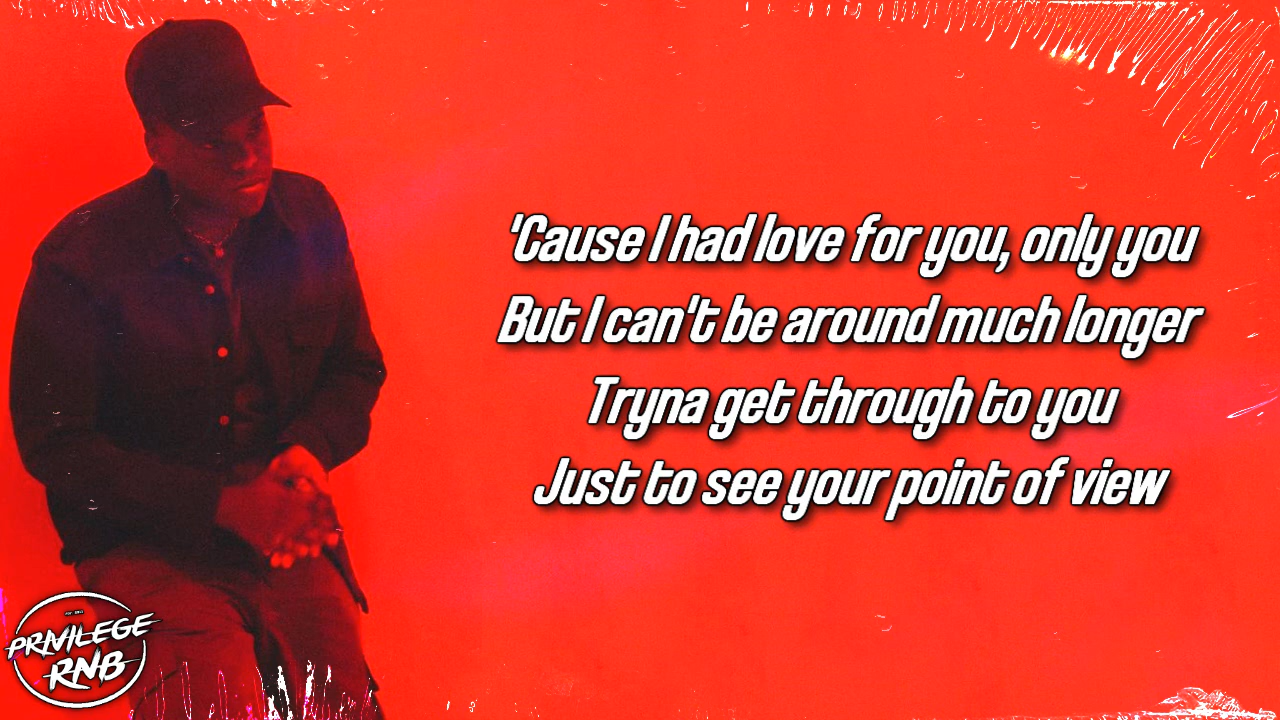 'Cause I had love for you, only you
But I can't be around much longer
Tryna get through to you
Just to see your point of view
PRIVILEGE
RNB